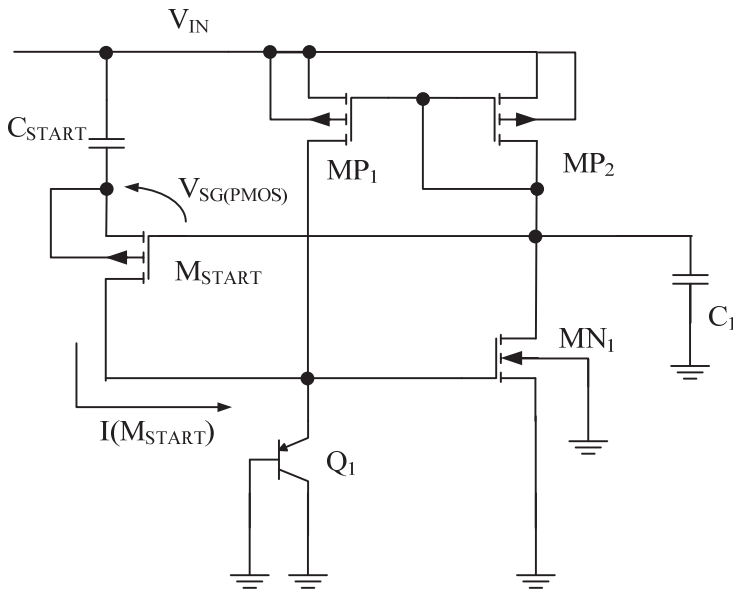 V_IN
C_START
MP_1
MP_2
V_SG(PMOS)
M_START
C_1
MN_1
I(M_START)
Q_1